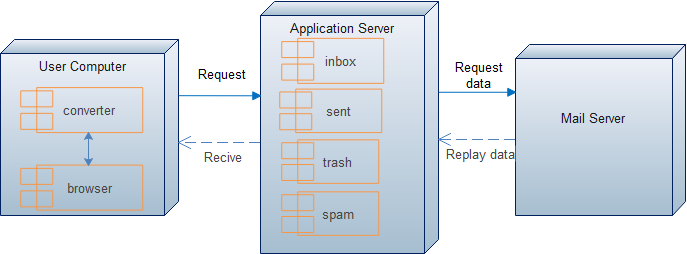 User Computer
converter
browser
Request
Recive
Application Server
inbox
sent
trash
spam
Request
data
Replay data
Mail Server